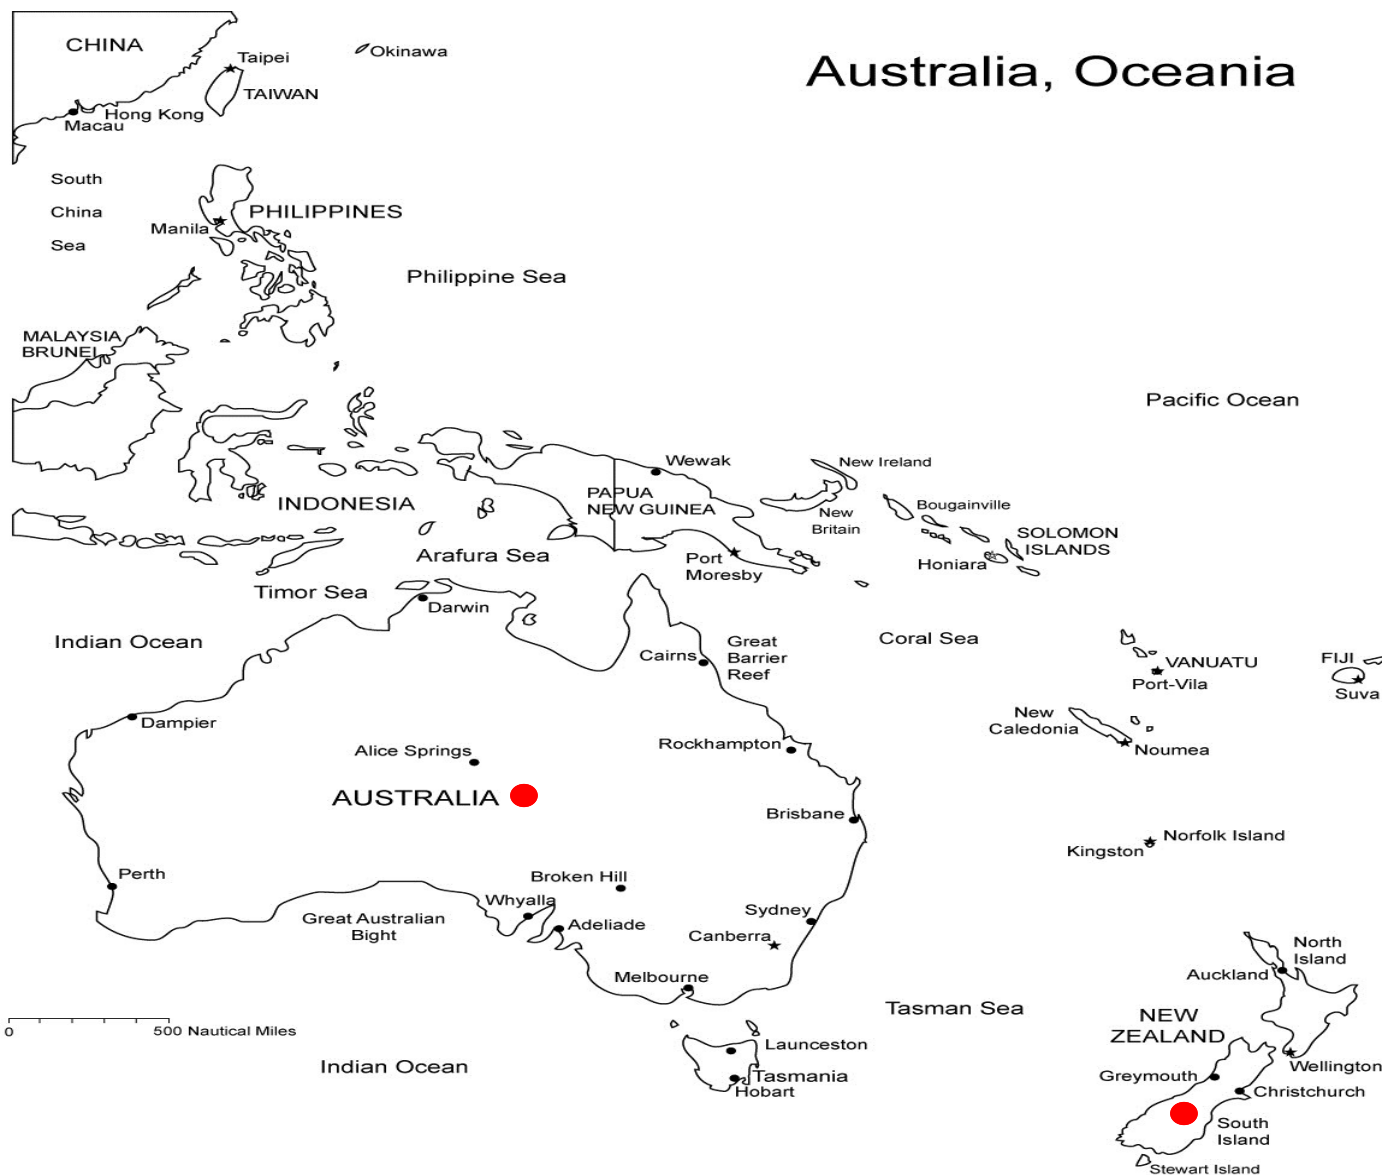 Australia, Oceania
CHINA
Okinawa
Taipei
TAIWAN
Hong Kong
Macau
South
China
Sea
PHILIPPINES
Manila
Philippine Sea
MALAYSIA
BRUNEI
Pacific Ocean
Wewak
New Ireland
PAPUA
NEW GUINEA
INDONESIA
New
Britain
Bougainville
SOLOMON
ISLANDS
Honiara
Arafura Sea
Port
Moresby
Timor Sea
Darwin
Indian Ocean
Coral Sea
Cairns
Great
Barrier
Reef
VANUATU
Port-Vila
FIJI
Suva
New
Caledonia
Noumea
Dampier
Alice Springs
Rockhampton
AUSTRALIA
Brisbane
Norfolk Island
Kingston
Perth
Broken Hill
Whyalla
Great Australian
Bight
Adeliade
Sydney
Canberra
Melbourne
North
Island
Auckland
Tasman Sea
NEW
ZEALAND
0
500 Nautical Miles
Launceston
Tasmania
Hobart
Indian Ocean
Wellington
Greymouth
Christchurch
South
Island
Stewart Island